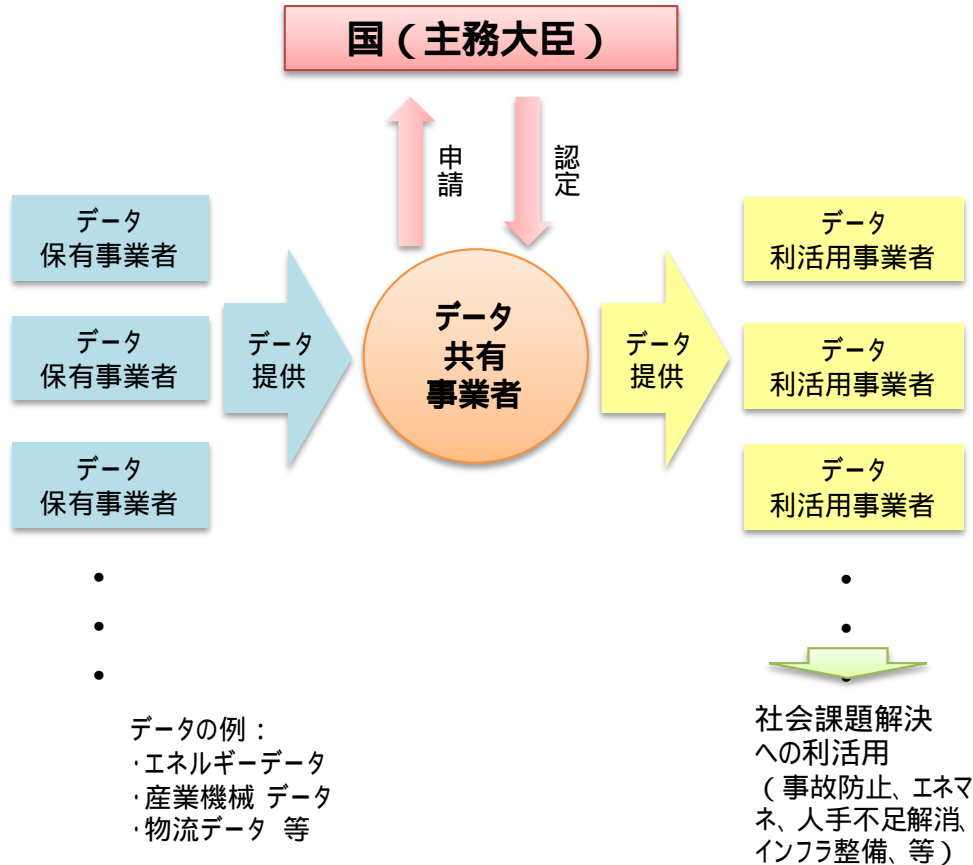 国（主務大臣）
申請
認定
データ
保有事業者
データ
保有事業者
データ
保有事業者
データ
提供
データ
共有
事業者
データ
提供
データ
利活用事業者
データ
利活用事業者
データ
利活用事業者
・
・
・
・
・
・
データの例：
・エネルギーデータ
・産業機械 データ
・物流データ 等
社会課題解決
への利活用
（事故防止、エネマ
ネ、人手不足解消、
インフラ整備、等）